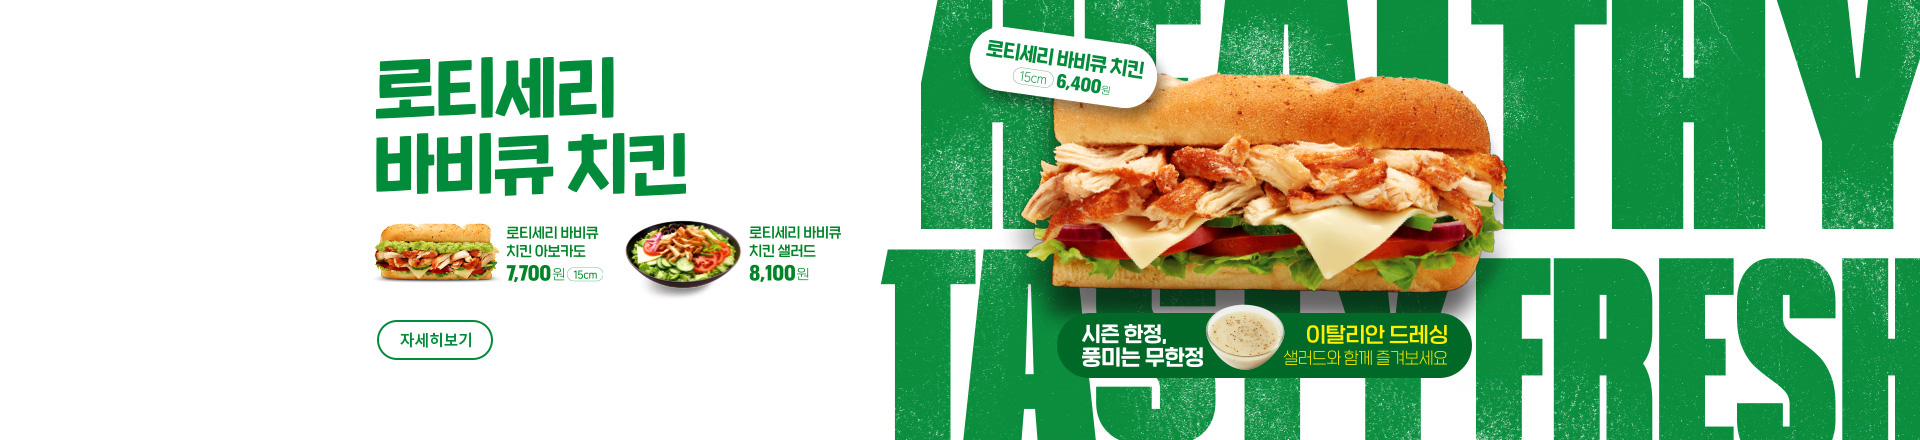 로티세리
바비큐 치킨
로티세리 바비큐
치킨 아보카도
7,700원 15cm
로티세리 바비큐
치킨 샐러드
8,100원
자세히보기
HEALTHY
TASTY FRESH
로티세리 바비큐 치킨
15cm 6,400원
시즌 한정,
풍미는 무한정
이탈리안 드레싱
샐러드와 함께 즐겨보세요